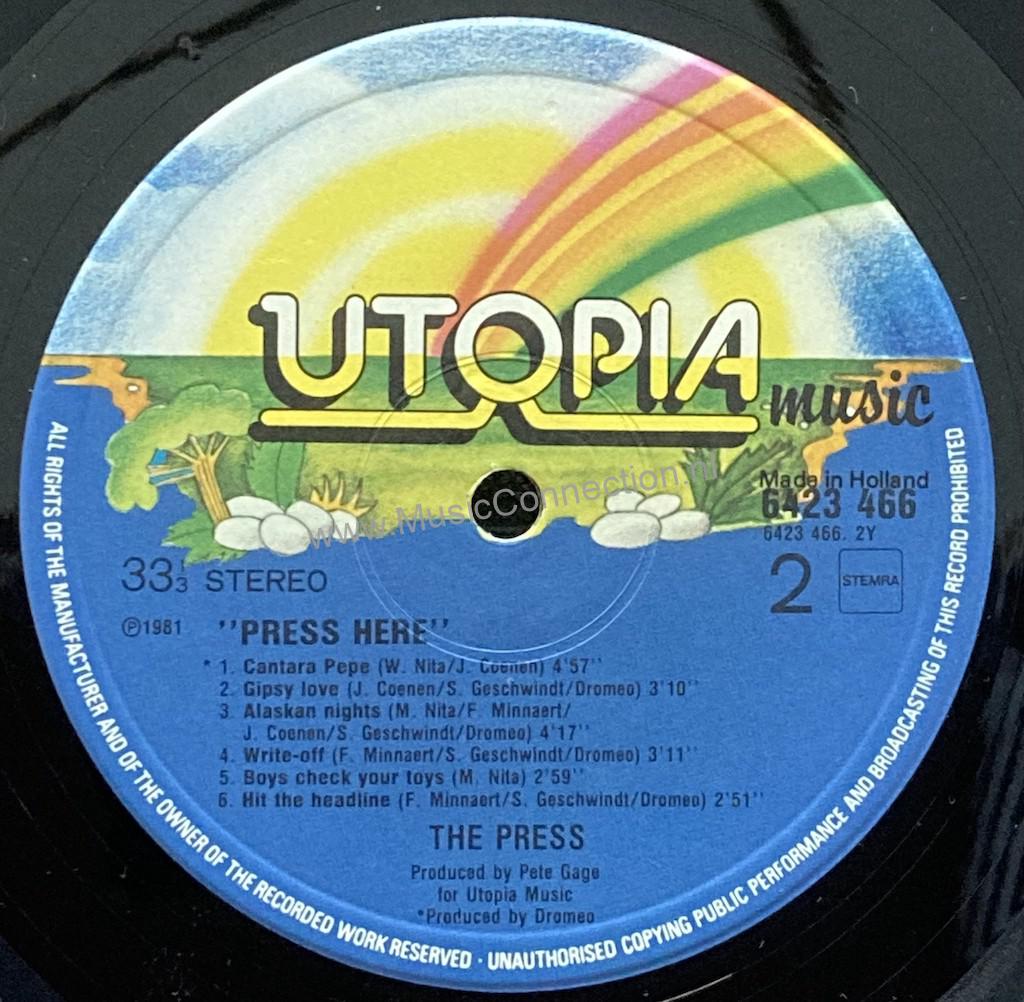 UTOPIA
music
www.MusicConnection.nl
Made in Holland
6423 466
6423 466. 2Y
33⅓ STEREO
2
STEMRA
Ⓟ1981 ''PRESS HERE''
* 1. Cantara Pepe (W. Nita/J. Coenen) 4'57''
2. Gipsy love (J. Coenen/S. Geschwindt/Dromeo) 3'10''
3. Alaskan nights (M. Nita/F. Minnaert/
J. Coenen/S. Geschwindt/Dromeo) 4'17''
4. Write-off (F. Minnaert/S. Geschwindt/Dromeo) 3'11''
5. Boys check your toys (M. Nita) 2'59''
6. Hit the headline (F. Minnaert/S. Geschwindt/Dromeo) 2'51''
THE PRESS
Produced by Pete Gage
for Utopia Music
*Produced by Dromeo
ALL RIGHTS OF THE MANUFACTURER AND OF THE OWNER OF THE RECORDED WORK RESERVED · UNAUTHORISED COPYING PUBLIC PERFORMANCE AND BROADCASTING OF THIS RECORD PROHIBITED